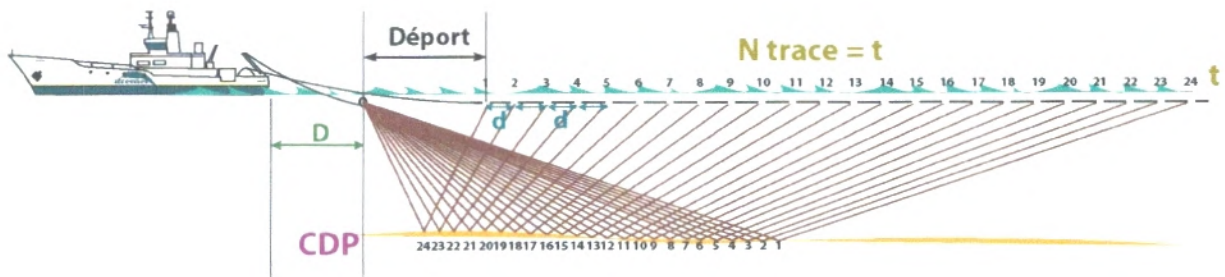 Déport
N trace = t
1 2 3 4 5 6 7 8 9 10 11 12 13 14 15 16 17 18 19 20 21 22 23 24 t
d d
D
CDP
24 23 22 21 20 19 18 17 16 15 14 13 12 11 10 9 8 7 6 5 4 3 2 1